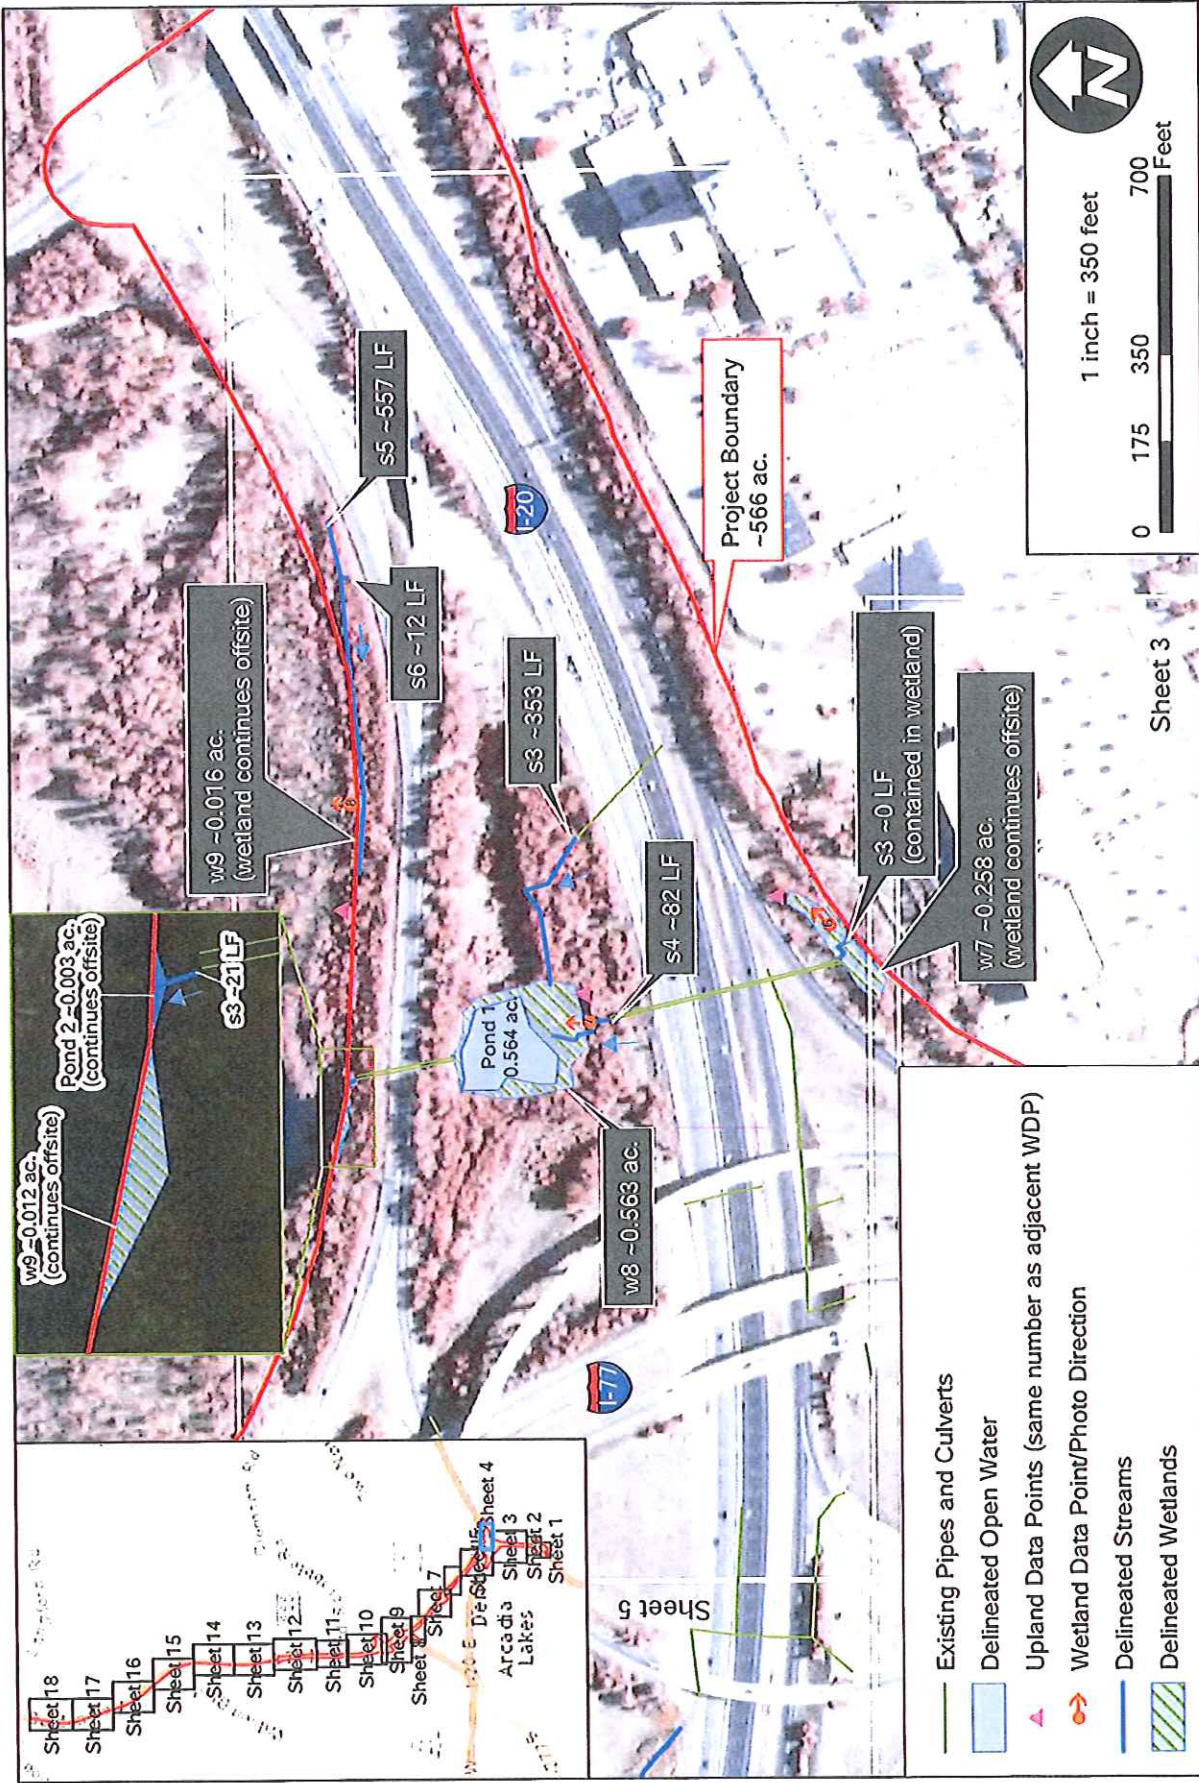 w9 ~0.012 ac.
(continues offsite)
Pond 2 ~0.003 ac.
(continues offsite)
s3 ~21 LF
w9 ~0.016 ac.
(wetland continues offsite)
s5 ~557 LF
s6 ~12 LF
I-20
s3 ~353 LF
Pond 1
0.564 ac.
s4 ~82 LF
w8 ~0.563 ac.
I-77
Project Boundary
~566 ac.
s3 ~0 LF
(contained in wetland)
w7 ~0.258 ac.
(wetland continues offsite)
8
7
6
Sheet 5
Sheet 3
Sheet 18
Sheet 17
Sheet 16
Sheet 15
Sheet 14
Sheet 13
Sheet 12
Sheet 11
Sheet 10
Sheet 9
Sheet 7
Sheet 4
Sheet 3
Sheet 2
Sheet 1
Arcadia
Lakes
Existing Pipes and Culverts
Delineated Open Water
Upland Data Points (same number as adjacent WDP)
Wetland Data Point/Photo Direction
Delineated Streams
Delineated Wetlands
N
1 inch = 350 feet
0 175 350 700
Feet